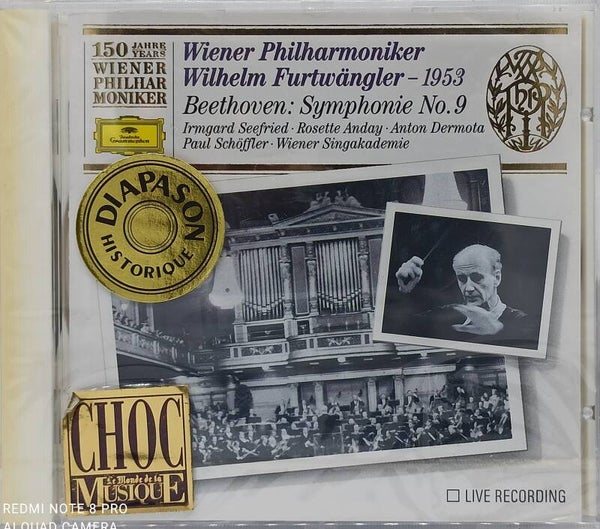 150 JAHRE YEARS
WIENER
PHILHAR
MONIKER
Deutsche
Grammophon
Wiener Philharmoniker
Wilhelm Furtwängler – 1953
Beethoven: Symphonie No. 9
Irmgard Seefried · Rosette Anday · Anton Dermota
Paul Schöffler · Wiener Singakademie
DIAPASON
HISTORIQUE
CHOC
Le Monde de la
MUSIQUE
LIVE RECORDING
REDMI NOTE 8 PRO
AI QUAD CAMERA